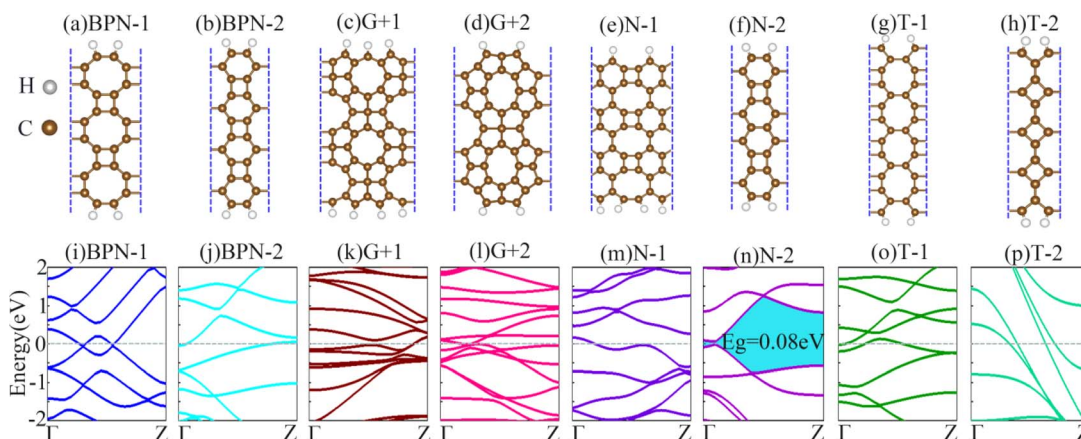 (a)BPN-1 (b)BPN-2 (c)G+1 (d)G+2 (e)N-1 (f)N-2 (g)T-1 (h)T-2
H
C
(i)BPN-1 (j)BPN-2 (k)G+1 (l)G+2 (m)N-1 (n)N-2 (o)T-1 (p)T-2
Energy(eV)
2
1
0
-1
-2
Eg=0.08eV
Γ Z Γ Z Γ Z Γ Z Γ Z Γ Z Γ Z Γ Z